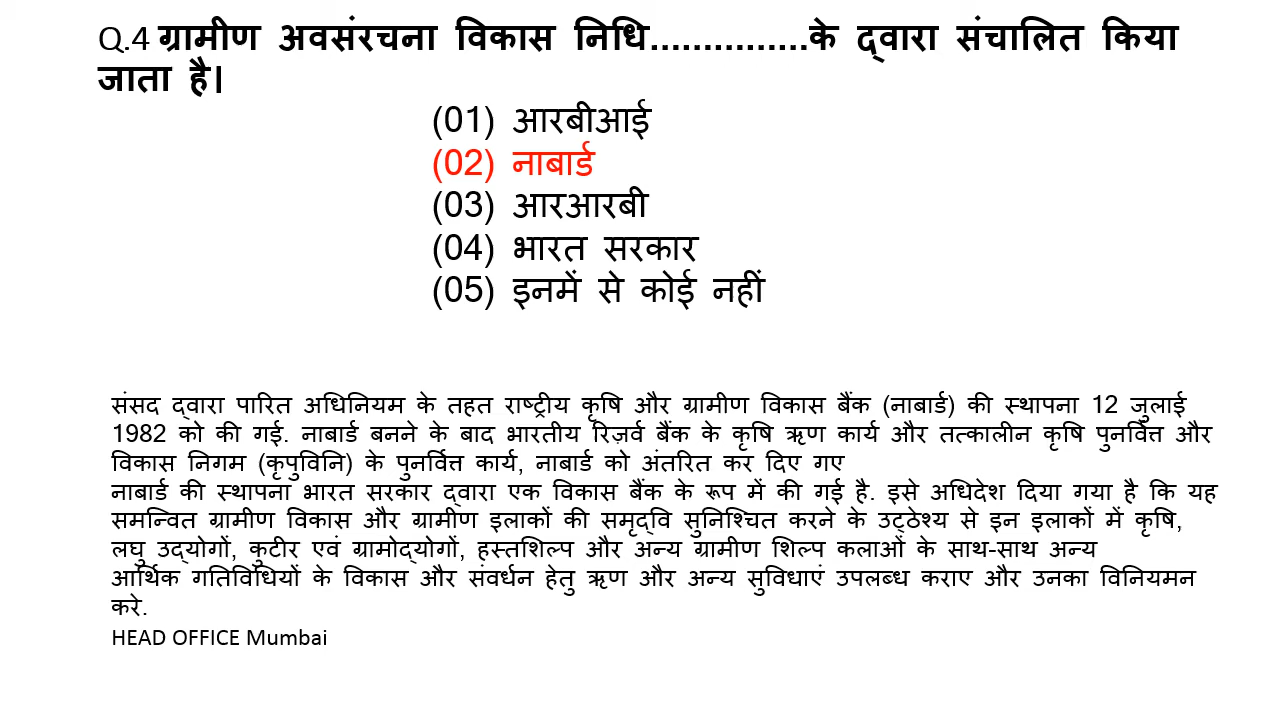 Q.4 ग्रामीण अवसंरचना विकास निधि...............के द्वारा संचालित किया
जाता है।
(01) आरबीआई
(02) नाबार्ड
(03) आरआरबी
(04) भारत सरकार
(05) इनमें से कोई नहीं
संसद द्वारा पारित अधिनियम के तहत राष्ट्रीय कृषि और ग्रामीण विकास बैंक (नाबार्ड) की स्थापना 12 जुलाई
1982 को की गई. नाबार्ड बनने के बाद भारतीय रिज़र्व बैंक के कृषि ऋण कार्य और तत्कालीन कृषि पुनर्वित्त और
विकास निगम (कृपुविनि) के पुनर्वित्त कार्य, नाबार्ड को अंतरित कर दिए गए
नाबार्ड की स्थापना भारत सरकार द्वारा एक विकास बैंक के रूप में की गई है. इसे अधिदेश दिया गया है कि यह
समन्वित ग्रामीण विकास और ग्रामीण इलाकों की समृद्वि सुनिश्चित करने के उट्ठेश्य से इन इलाकों में कृषि,
लघु उद्योगों, कुटीर एवं ग्रामोद्योगों, हस्तशिल्प और अन्य ग्रामीण शिल्प कलाओं के साथ-साथ अन्य
आर्थिक गतिविधियों के विकास और संवर्धन हेतु ऋण और अन्य सुविधाएं उपलब्ध कराए और उनका विनियमन
करे.
HEAD OFFICE Mumbai